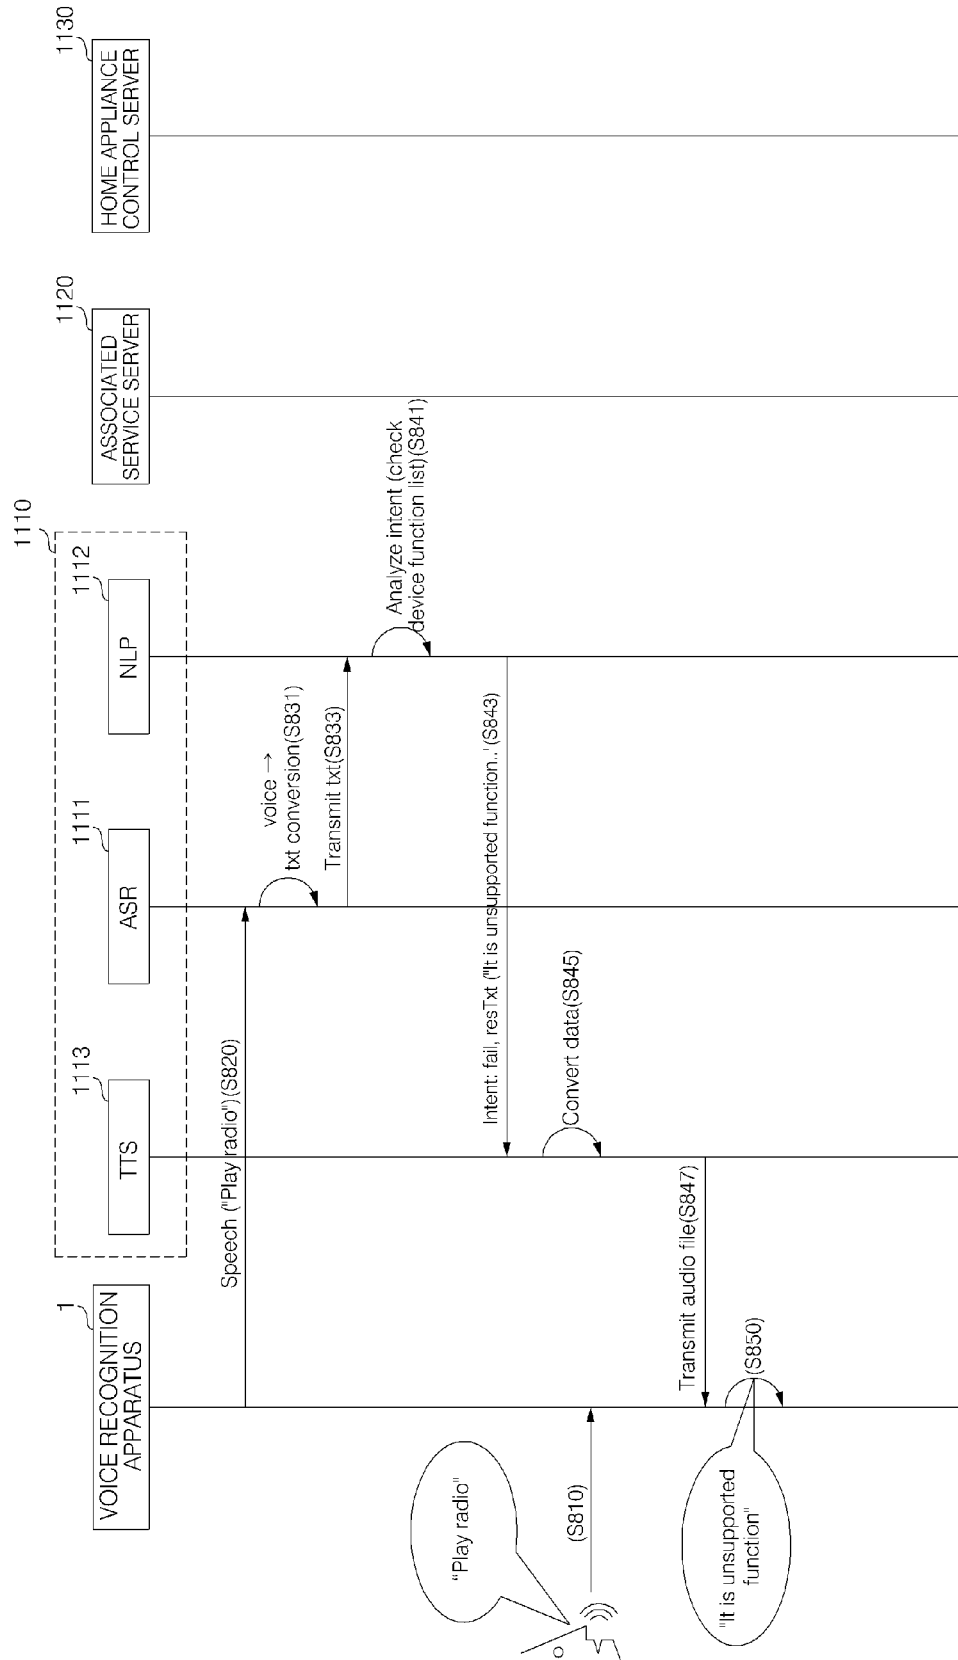 1110
1
1113
1111
1112
1120
1130
VOICE RECOGNITION
APPARATUS
TTS
ASR
NLP
ASSOCIATED
SERVICE SERVER
HOME APPLIANCE
CONTROL SERVER
Speech ("Play radio")(S820)
voice →
txt conversion(S831)
Transmit txt(S833)
Analyze intent (check
device function list)(S841)
"Play radio"
Intent: fail, resTxt ("It is unsupported function..'(S843)
Convert data(S845)
(S810)
Transmit audio file(S847)
"It is unsupported
function"
(S850)